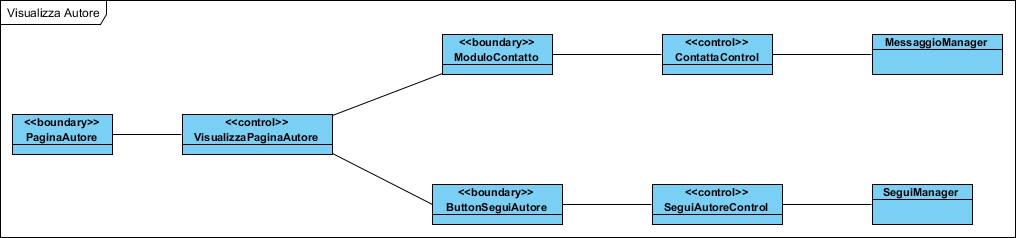 Visualizza Autore
<<boundary>>
ModuloContatto
<<control>>
ContattaControl
MessaggioManager
<<boundary>>
PaginaAutore
<<control>>
VisualizzaPaginaAutore
<<boundary>>
ButtonSeguiAutore
<<control>>
SeguiAutoreControl
SeguiManager